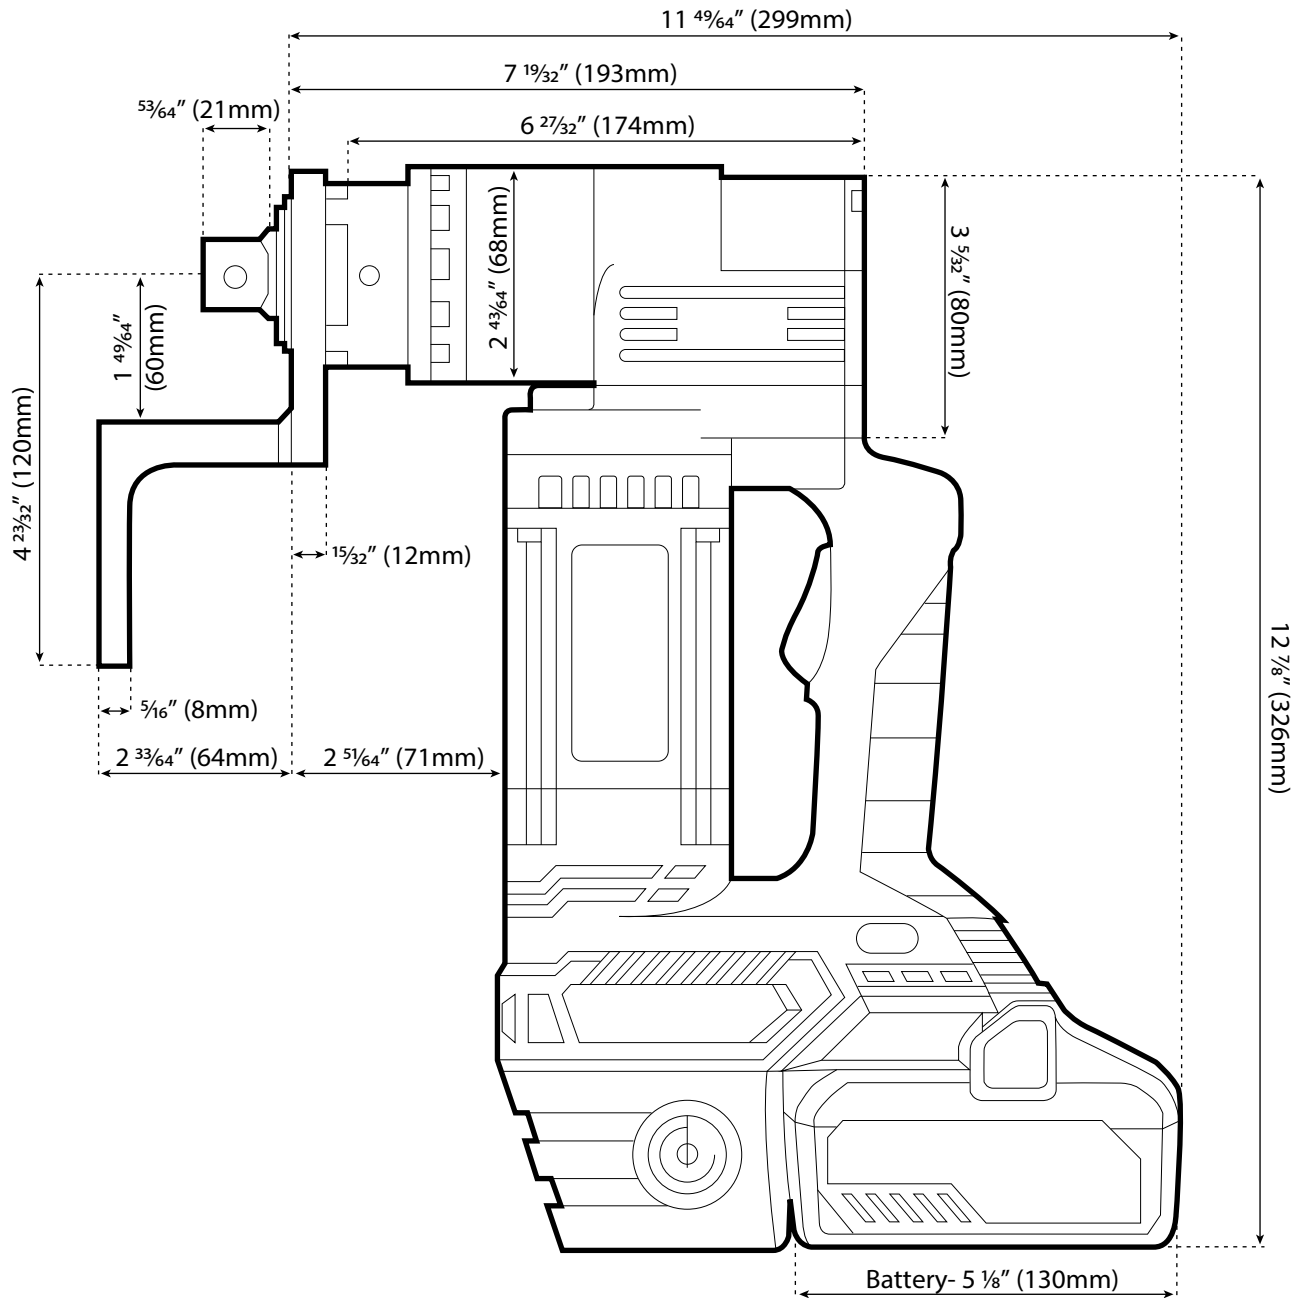 11 ⁴⁹⁄₆₄” (299mm)
7 ¹⁹⁄₃₂” (193mm)
⁵³⁄₆₄” (21mm)
6 ²⁷⁄₃₂” (174mm)
2 ⁴³⁄₆₄” (68mm)
3 ⁵⁄₃₂” (80mm)
1 ⁴⁹⁄₆₄”
(60mm)
4 ²³⁄₃₂” (120mm)
¹⁵⁄₃₂” (12mm)
12 ⅞” (326mm)
⁵⁄₁₆” (8mm)
2 ³³⁄₆₄” (64mm)
2 ⁵¹⁄₆₄” (71mm)
Battery- 5 ⅛” (130mm)